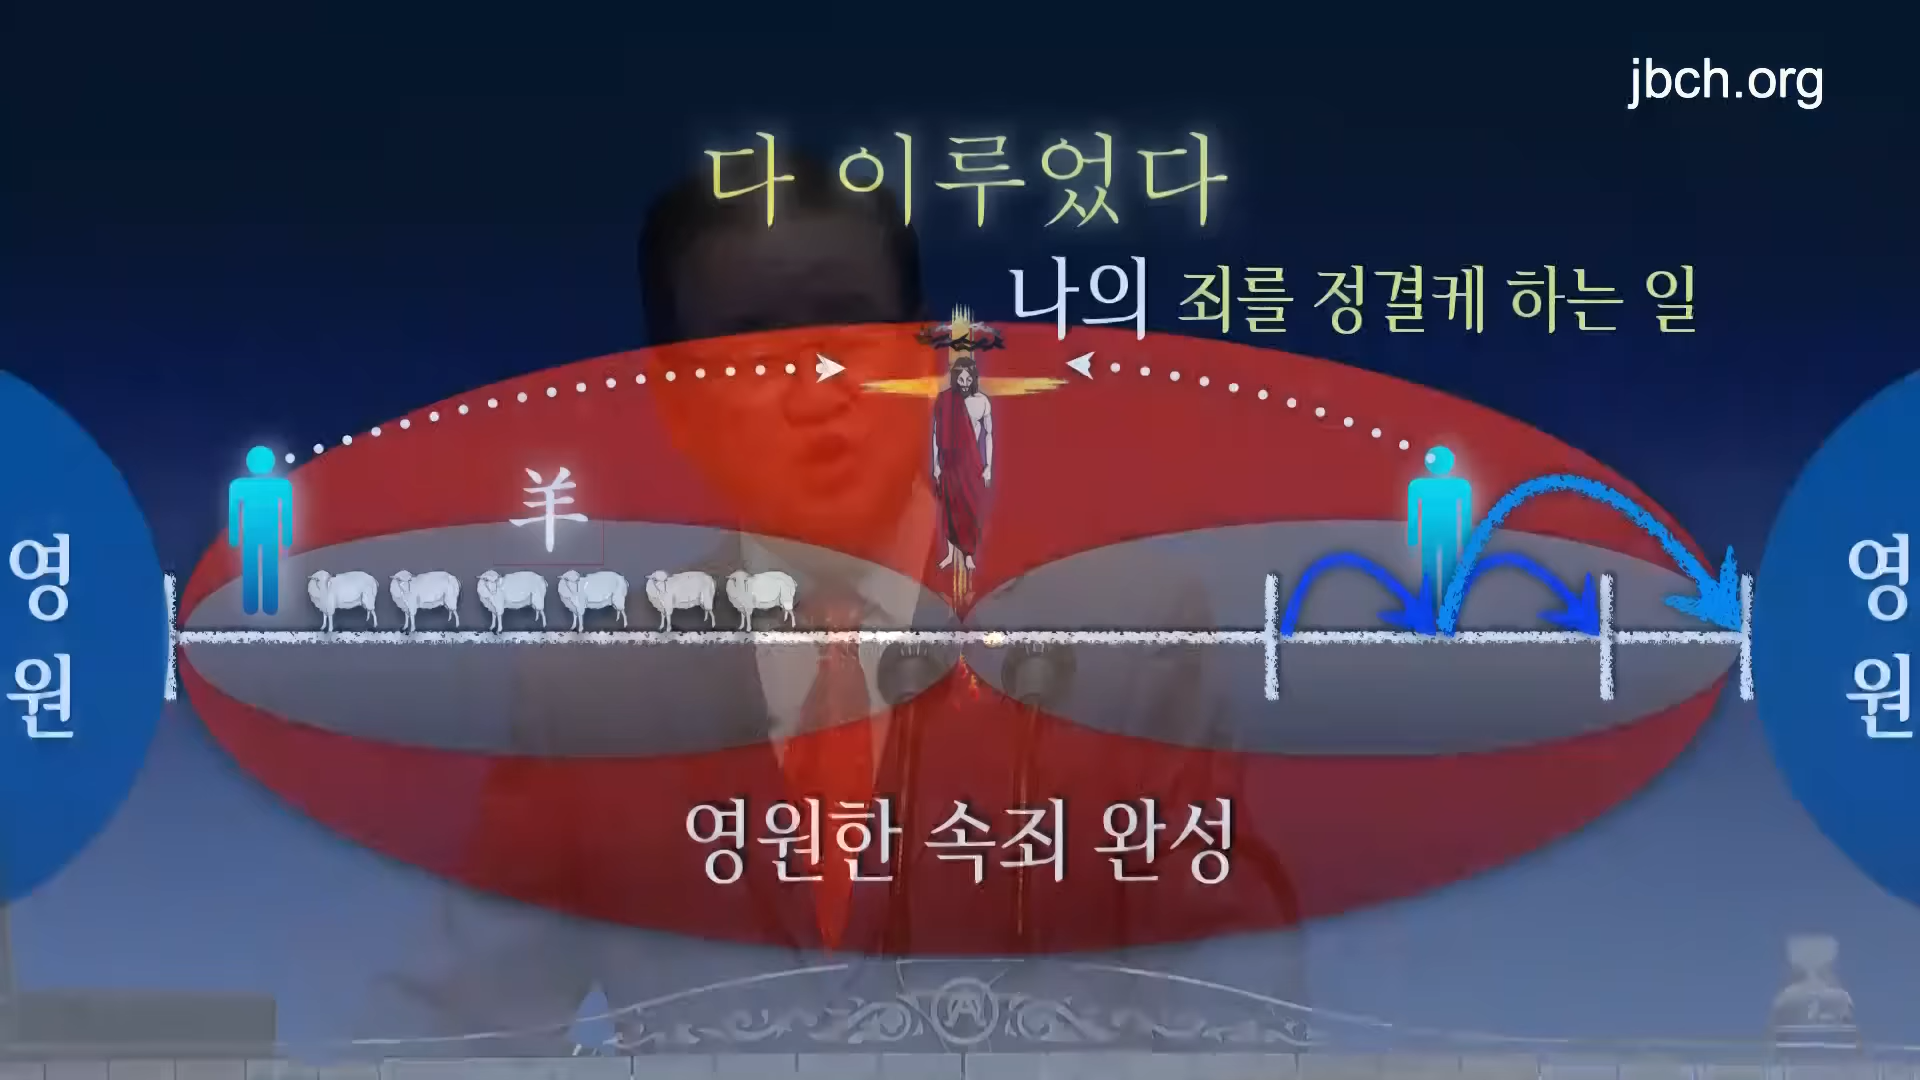 jbch.org
다 이루었다
나의 죄를 정결케 하는 일
羊
영원
영원
영원한 속죄 완성